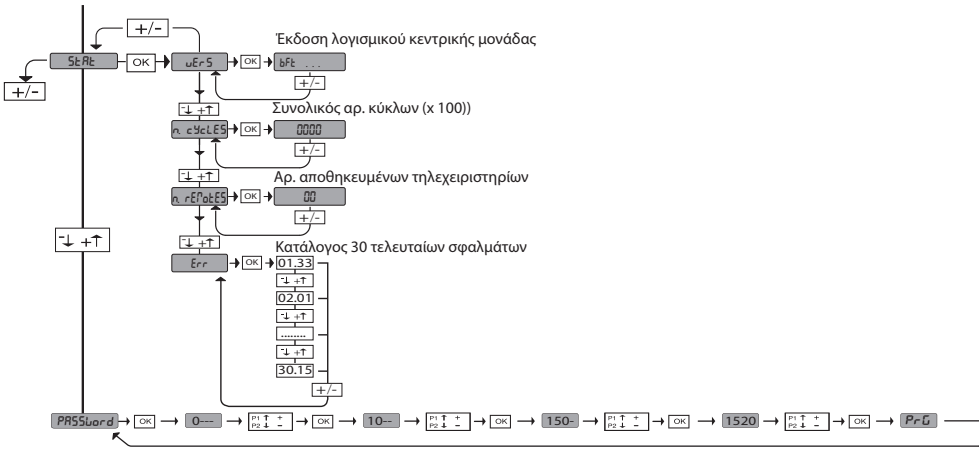 +/-
Έκδοση λογισμικού κεντρικής μονάδας
StAt OK vErS OK bFt ...
+/- +/-
- ↓ +↑ Συνολικός αρ. κύκλων (x 100))
n. cYcLES OK 0000
+/-
- ↓ +↑ Αρ. αποθηκευμένων τηλεχειριστηρίων
n. rEMotES OK 00
+/-
- ↓ +↑ - ↓ +↑ Κατάλογος 30 τελευταίων σφαλμάτων
Err OK 01.33
- ↓ +↑
02.01
- ↓ +↑
........
- ↓ +↑
30.15
+/-
PASSword OK 0--- P1 ↑ + OK 10-- P1 ↑ + OK 150- P1 ↑ + OK 1520 P1 ↑ + OK PrG
P2 ↓ - P2 ↓ - P2 ↓ - P2 ↓ -